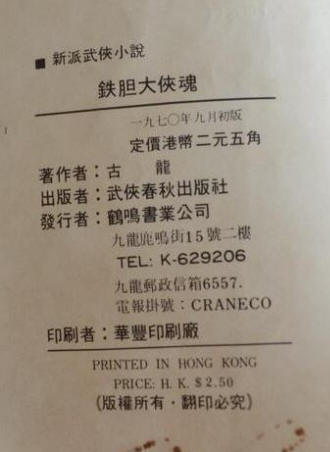 ■ 新派武俠小說
鉄胆大俠魂
一九七〇年九月初版
定價港幣二元五角
著作者：古 龍
出版者：武俠春秋出版社
發行者：鶴鳴書業公司
九龍鹿鳴街15號二樓
TEL: K-629206
九龍郵政信箱6557.
電報掛號：CRANECO
印刷者：華豐印刷廠
PRINTED IN HONG KONG
PRICE: H. K. $ 2.50
(版權所有·翻印必究)